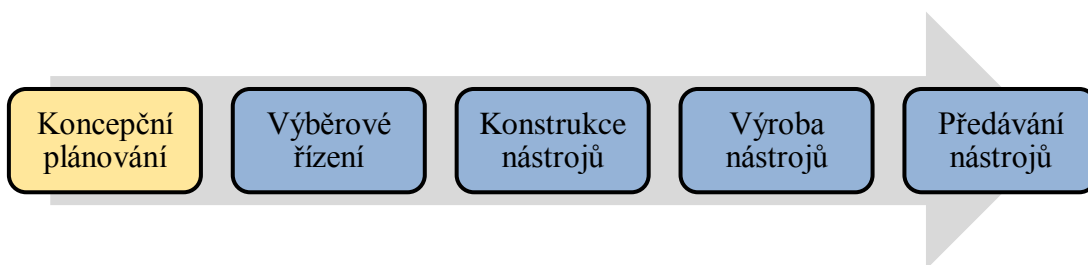 Koncepční
plánování
Výběrové
řízení
Konstrukce
nástrojů
Výroba
nástrojů
Předávání
nástrojů